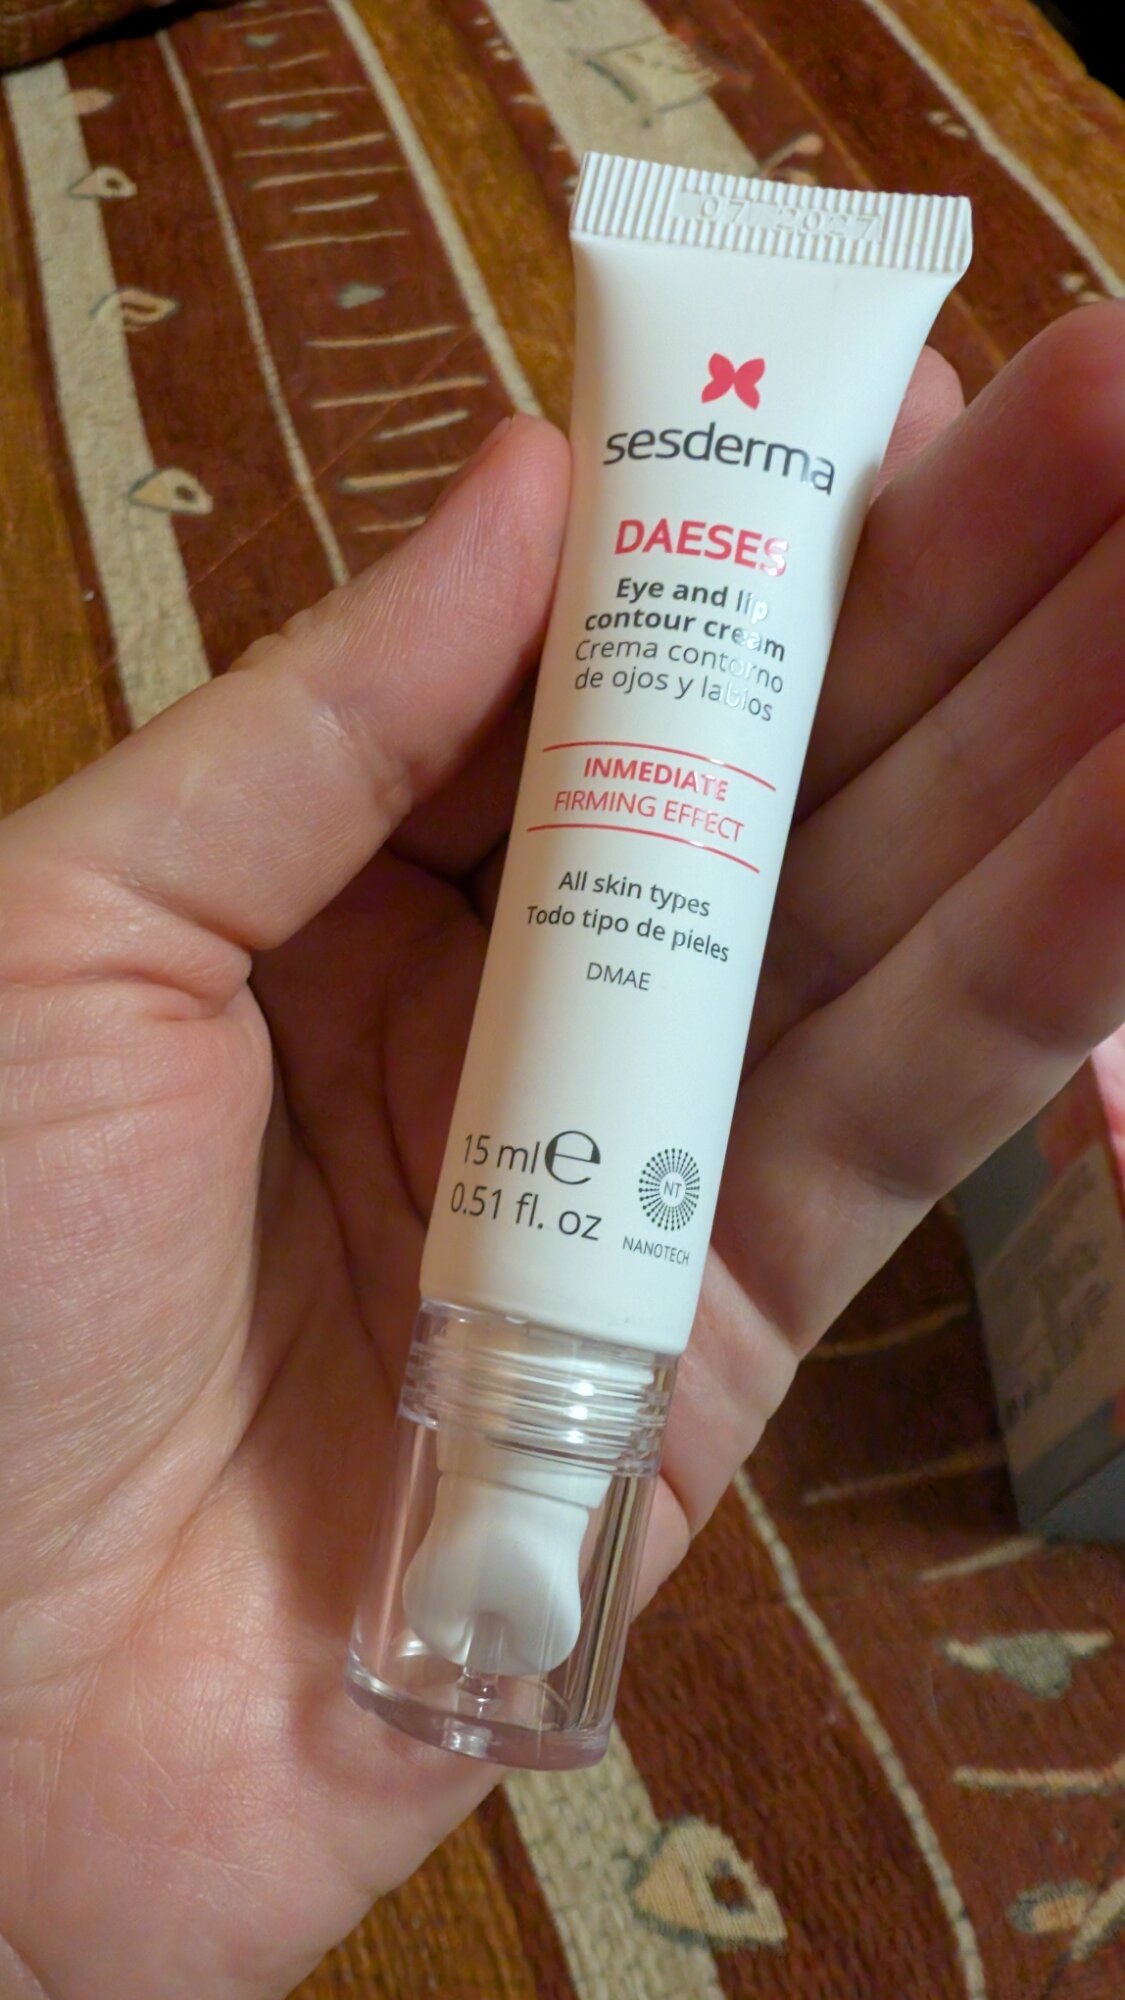 07 2027
sesderma
DAESES
Eye and lip
contour cream
Crema contorno
de ojos y labios
INMEDIATE
FIRMING EFFECT
All skin types
Todo tipo de pieles
DMAE
15 ml e
0.51 fl. oz
NT
NANOTECH